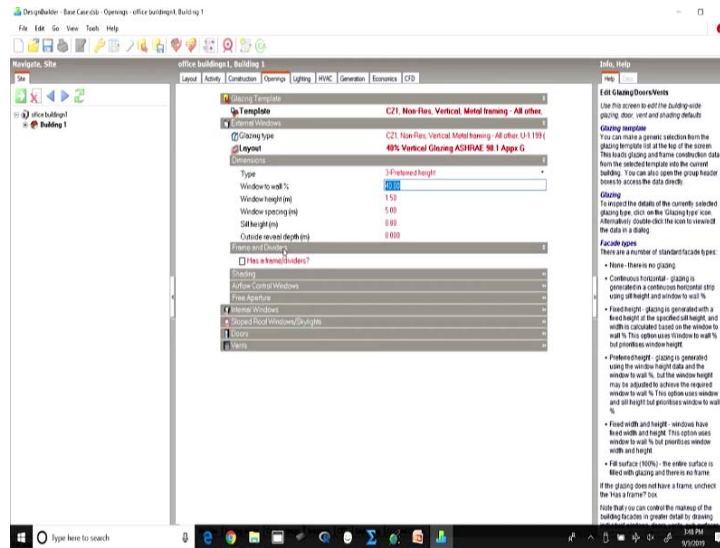 DesignBuilder - Base Case.dsb - Openings - office buildings1, Building 1
File Edit Go View Tools Help
Navigate, Site
office buildings1, Building 1
Info, Help
Site
Layout Activity Construction Openings Lighting HVAC Generation Economics CFD
Help
office buildings1
Building 1
Glazing Template
Template CZ1, Non-Res, Vertical, Metal framing - All other,
External Windows
Glazing type CZ1, Non-Res, Vertical, Metal framing - All other, U-1.199 (
Layout 40% Vertical Glazing ASHRAE 90.1 Appx G
Dimensions
Type 3-Preferred height
Window to wall % 40.00
Window height (m) 1.50
Window spacing (m) 5.00
Sill height (m)
Outside reveal depth (m) 0.000
Frame and Dividers
Has a frame/dividers?
Shading
Airflow Control Windows
Free Aperture
Internal Windows
Sloped Roof Windows/Skylights
Doors
Vents
Edit Glazing/Doors/Vents
Use this screen to edit the building-wide
glazing, door, vent and shading defaults
Glazing template
You can make a generic selection from the
glazing template list at the top of the screen.
This loads glazing and frame construction data
from the selected template into the current
building. You can also open the group header
boxes to access the data directly.
Glazing
To inspect the details of the currently selected
glazing type, click on the 'Glazing type' icon.
Alternatively double-click the icon to view/edit
the data in a dialog.
Facade types
There are a number of standard facade types:
• None - there is no glazing
• Continuous horizontal - glazing is
generated in a continuous horizontal strip
using sill height and window to wall %
• Fixed height - glazing is generated with a
fixed height at the specified sill height, and
width is calculated based on the window to
wall %. This option uses Window to wall %
but prioritises window height.
• Preferred height - glazing is generated
using the window height data and the
window to wall %, but the window height
may be adjusted to achieve the required
window to wall %. This option uses window
and sill height but prioritises window to wall
%
• Fixed width and height - windows have
fixed width and height. This option uses
window to wall % but prioritises window
width and height
• Fill surface (100%) - the entire surface is
filled with glazing and there is no frame
If the glazing does not have a frame, uncheck
the 'Has a frame?' box.
Note that you can control the makeup of the
building facades in greater detail by drawing
Type here to search
3:48 PM
9/3/2019